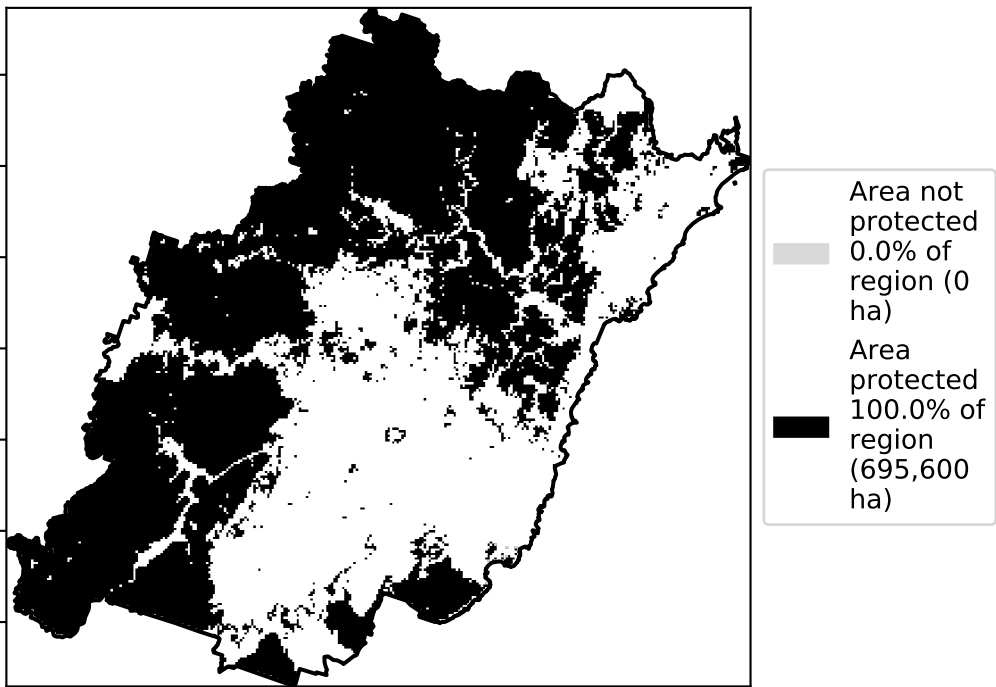 Area not
protected
0.0% of
region (0
ha)
Area
protected
100.0% of
region
(695,600
ha)